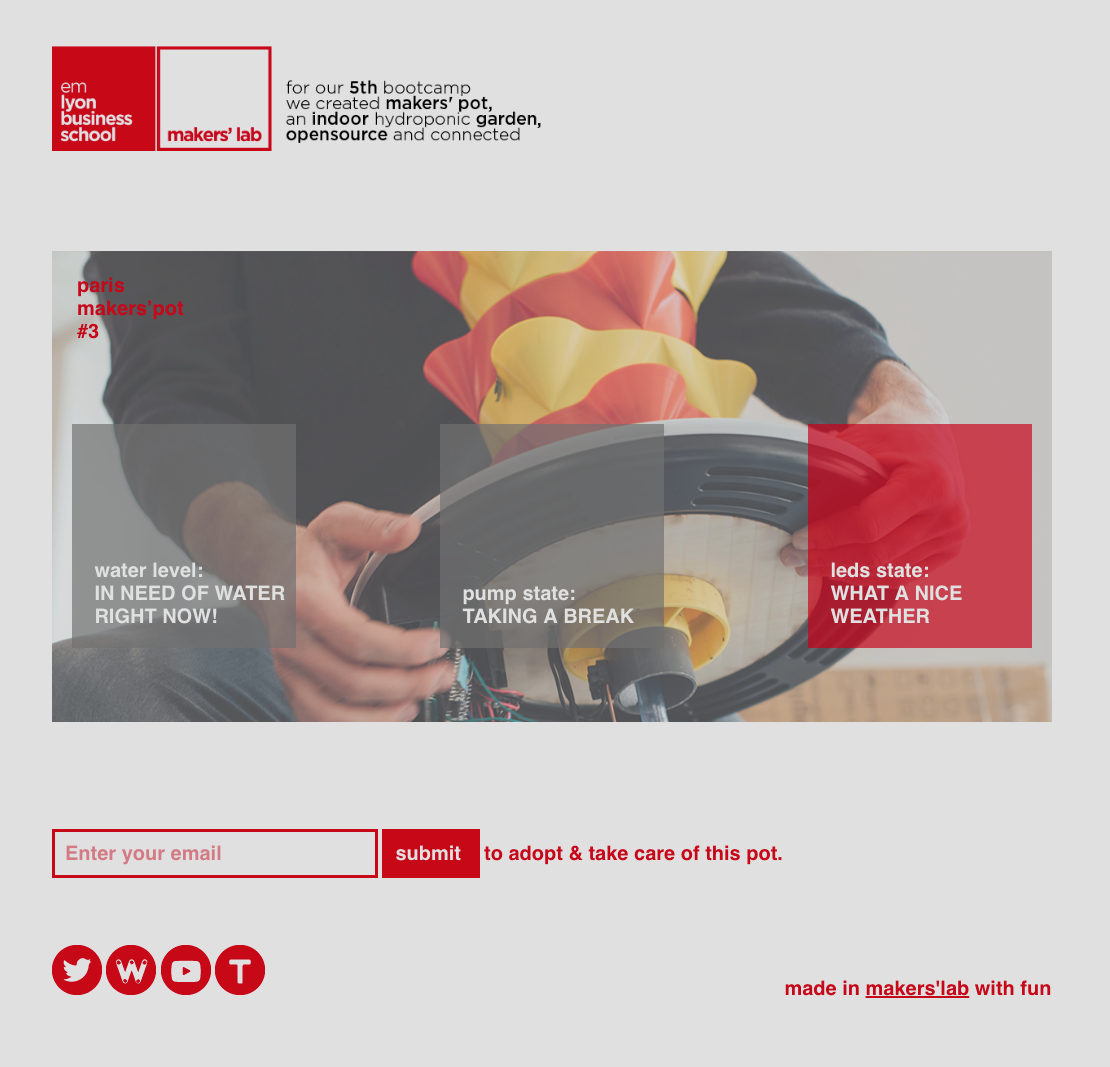 em
lyon
business
school
makers' lab
for our 5th bootcamp
we created makers' pot,
an indoor hydroponic garden,
opensource and connected
paris
makers'pot
#3
water level:
IN NEED OF WATER
RIGHT NOW!
pump state:
TAKING A BREAK
leds state:
WHAT A NICE
WEATHER
Enter your email
submit
to adopt & take care of this pot.
made in makers'lab with fun